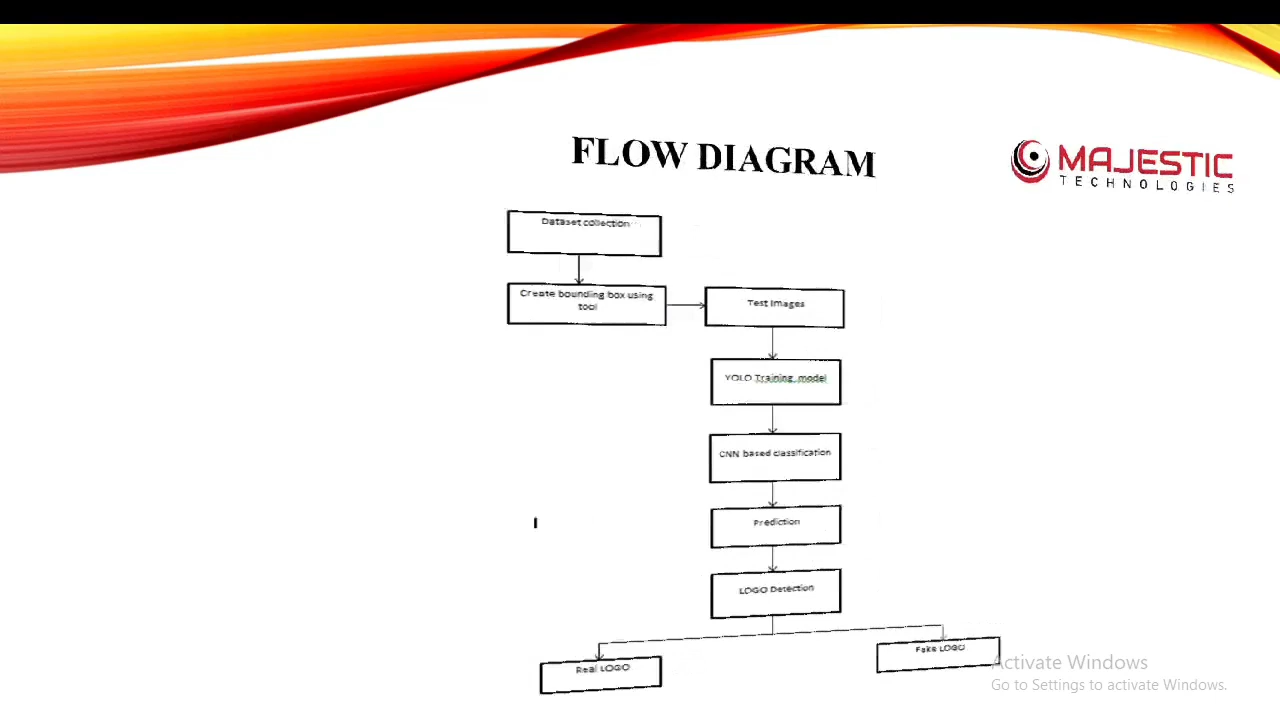 FLOW DIAGRAM
MAJESTIC
TECHNOLOGIES
Dataset collection
Create bounding box using
tool
Test Images
YOLO Training model
CNN based classification
Prediction
LOGO Detection
Real LOGO
Fake LOGO
Activate Windows
Go to Settings to activate Windows.